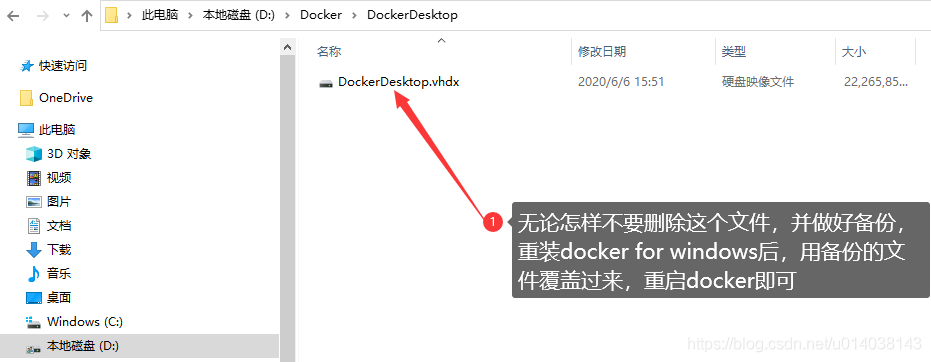 此电脑 > 本地磁盘 (D:) > Docker > DockerDesktop
名称 修改日期 类型 大小
快速访问
DockerDesktop.vhdx 2020/6/6 15:51 硬盘映像文件 22,265,85...
OneDrive
此电脑
3D 对象
视频
图片
文档
下载
音乐
桌面
Windows (C:)
本地磁盘 (D:)
1
无论怎样不要删除这个文件，并做好备份，
重装docker for windows后，用备份的文
件覆盖过来，重启docker即可
https://blog.csdn.net/u014038143